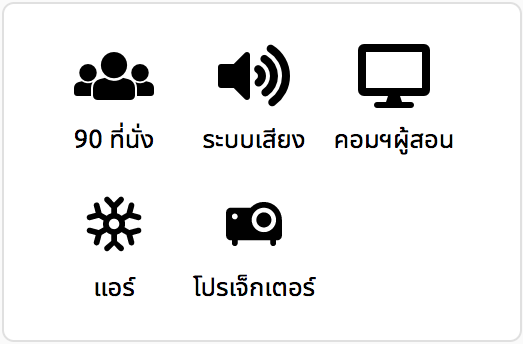 90 ที่นั่ง
ระบบเสียง
คอมฯผู้สอน
แอร์
โปรเจ็กเตอร์